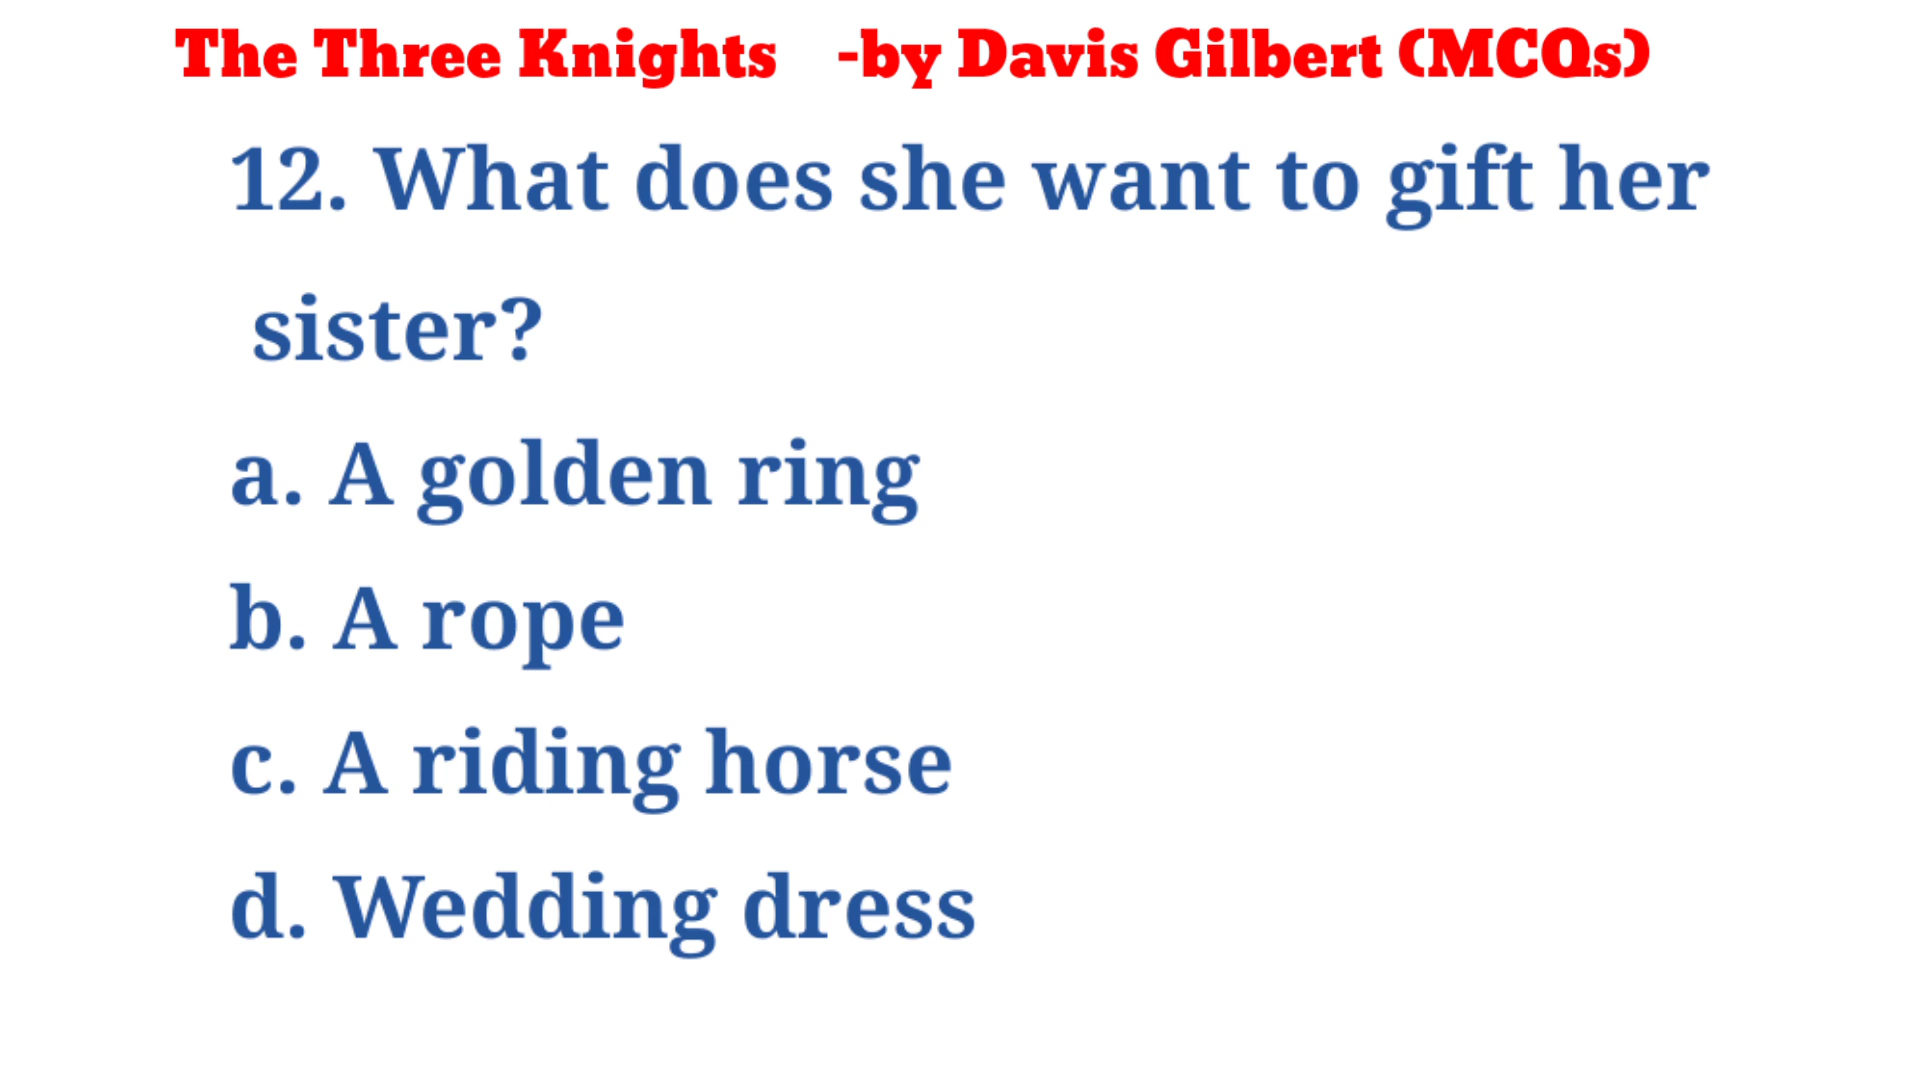 The Three Knights -by Davis Gilbert (MCQs)
12. What does she want to gift her
sister?
a. A golden ring
b. A rope
c. A riding horse
d. Wedding dress